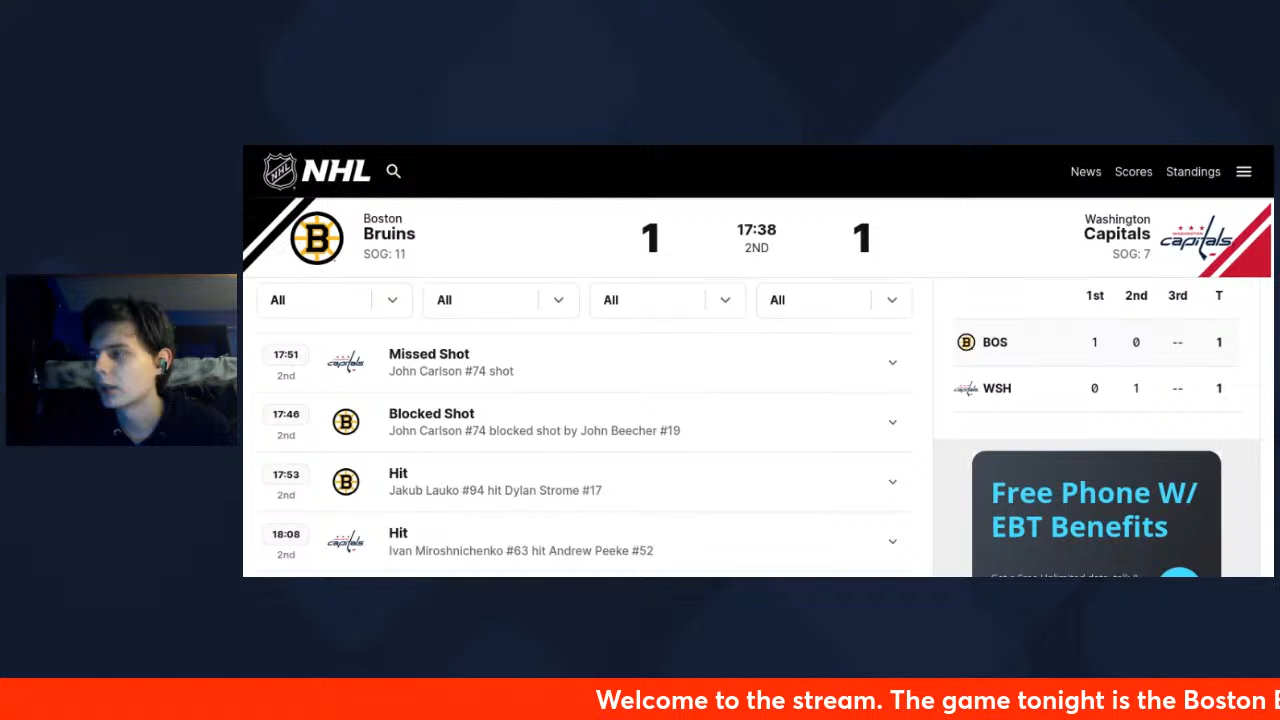 NHL
News Scores Standings
Boston
Bruins
SOG: 11
1
17:38
2ND
1
Washington
Capitals
SOG: 7
All All All All
1st 2nd 3rd T
BOS 1 0 -- 1
WSH 0 1 -- 1
17:51
2nd
Missed Shot
John Carlson #74 shot
17:46
2nd
Blocked Shot
John Carlson #74 blocked shot by John Beecher #19
17:53
2nd
Hit
Jakub Lauko #94 hit Dylan Strome #17
18:08
2nd
Hit
Ivan Miroshnichenko #63 hit Andrew Peeke #52
Free Phone W/
EBT Benefits
Welcome to the stream. The game tonight is the Boston